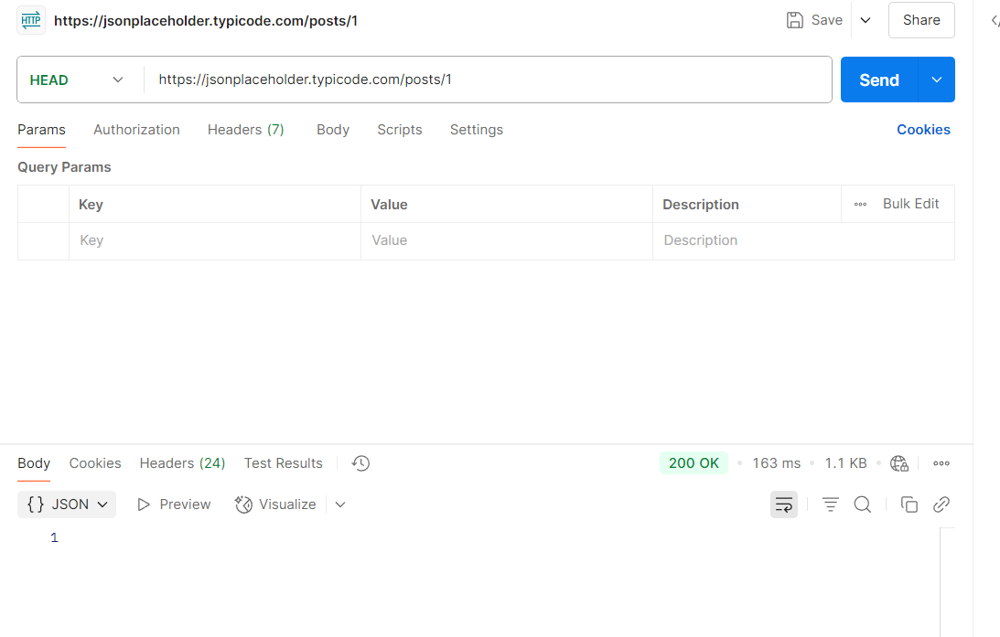 HTTP https://jsonplaceholder.typicode.com/posts/1 Save Share
HEAD https://jsonplaceholder.typicode.com/posts/1 Send
Params Authorization Headers (7) Body Scripts Settings Cookies
Query Params
Key Value Description Bulk Edit
Key Value Description
Body Cookies Headers (24) Test Results 200 OK 163 ms 1.1 KB
{} JSON Preview Visualize
1